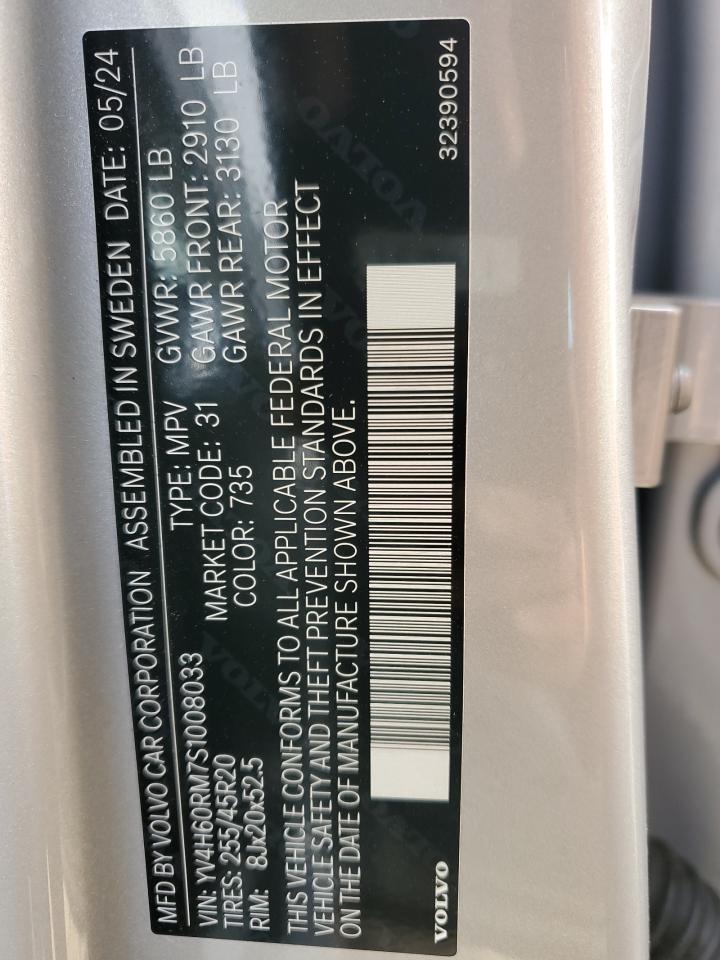 MFD BY VOLVO CAR CORPORATION ASSEMBLED IN SWEDEN DATE: 05/24
VIN: YV4H60RM7S1008033 TYPE: MPV GVWR: 5860 LB
TIRES: 255/45R20 MARKET CODE: 31 GAWR FRONT: 2910 LB
RIM: 8Jx20x52.5 COLOR: 735 GAWR REAR: 3130 LB
THIS VEHICLE CONFORMS TO ALL APPLICABLE FEDERAL MOTOR
VEHICLE SAFETY AND THEFT PREVENTION STANDARDS IN EFFECT
ON THE DATE OF MANUFACTURE SHOWN ABOVE.
VOLVO 32390594